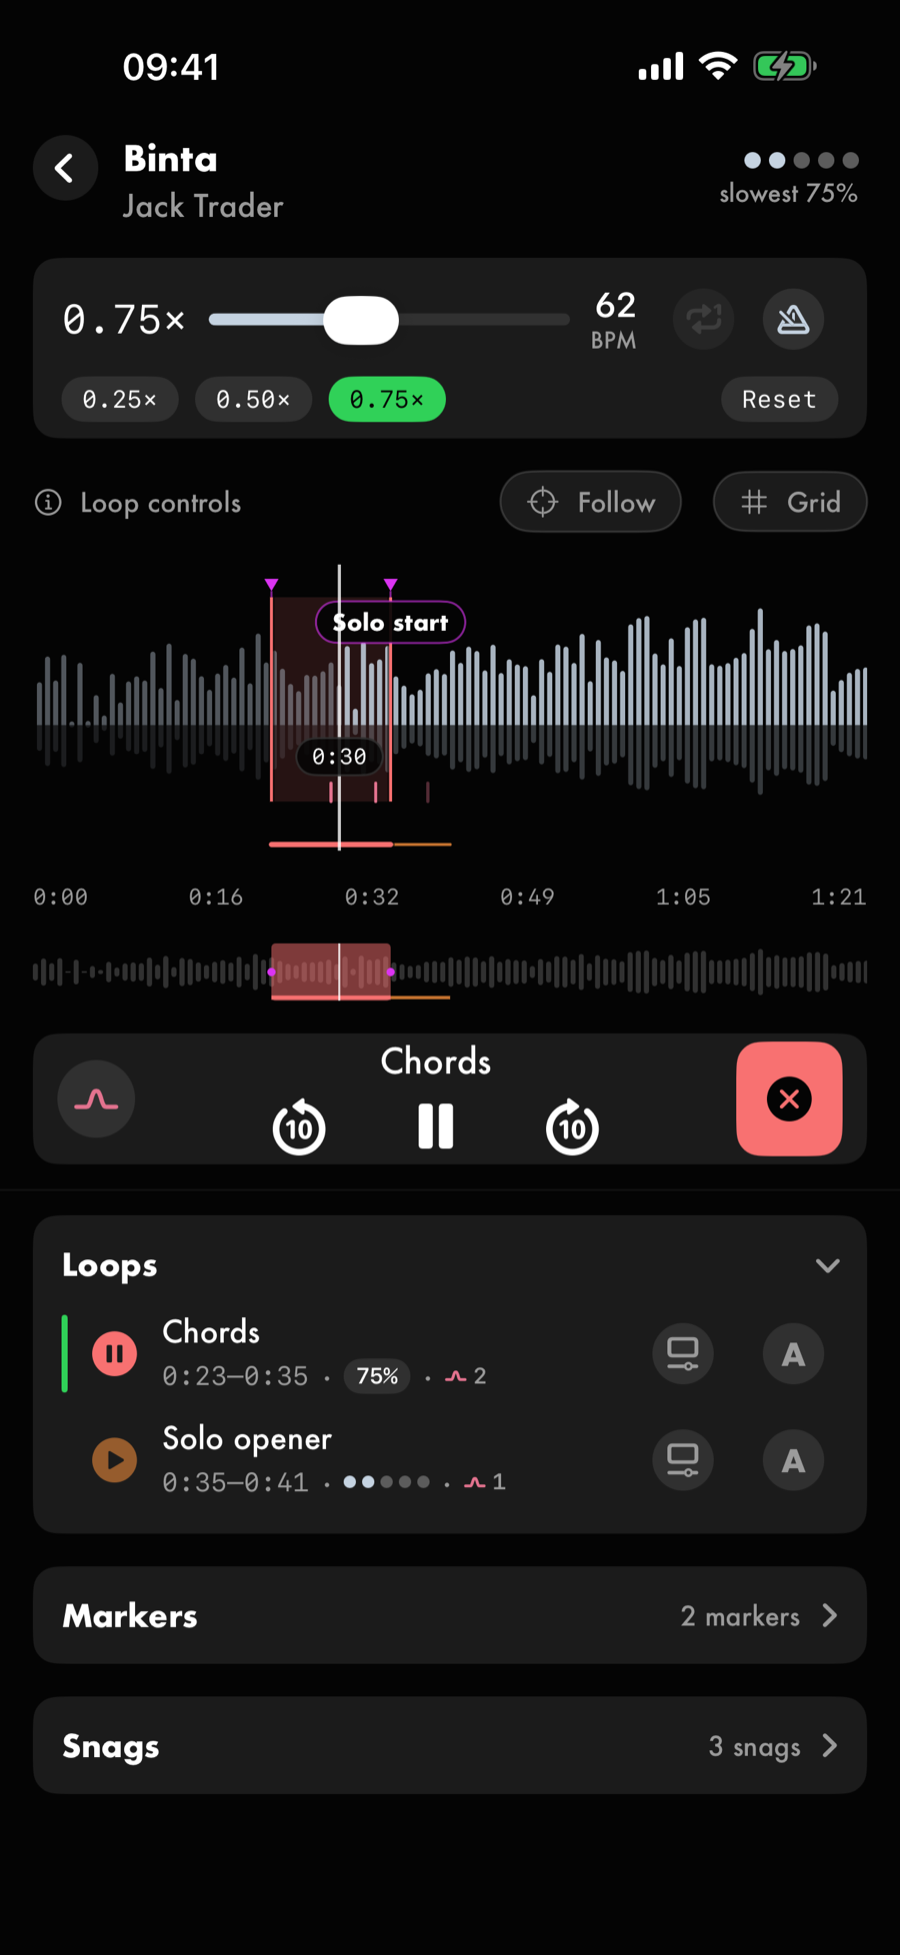 09:41
Binta
Jack Trader
slowest 75%
0.75×
62
BPM
0.25×
0.50×
0.75×
Reset
Loop controls
Follow
Grid
Solo start
0:30
0:00 0:16 0:32 0:49 1:05 1:21
Chords
10
10
Loops
Chords
0:23–0:35 · 75% · 2
A
Solo opener
0:35–0:41 · · 1
A
Markers
2 markers
Snags
3 snags